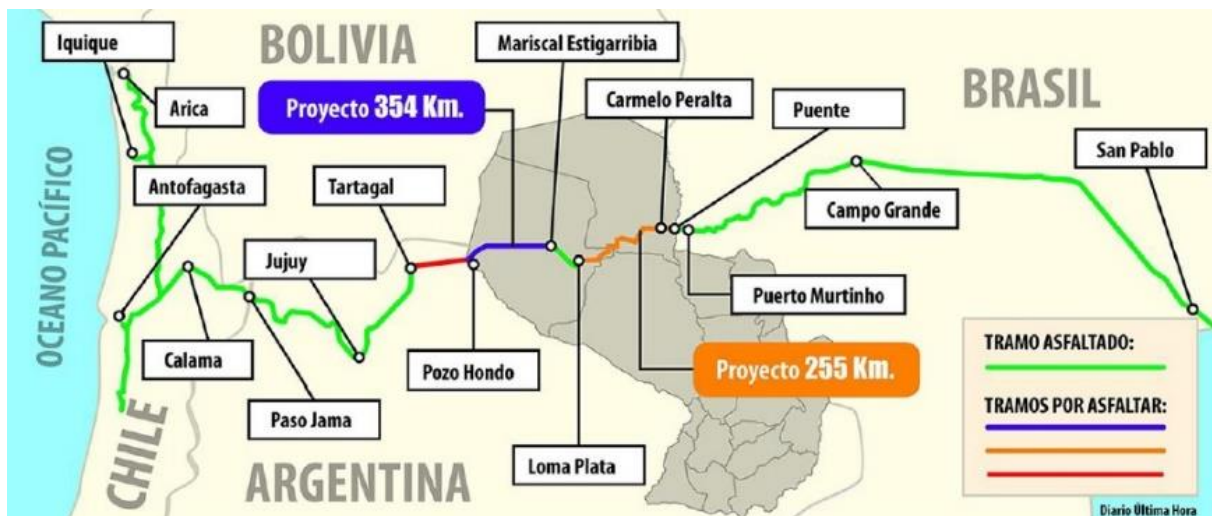 Iquique
BOLIVIA
Mariscal Estigarribia
Proyecto 354 Km.
Arica
Carmelo Peralta
Puente
BRASIL
San Pablo
Antofagasta
Tartagal
OCEANO PACÍFICO
Jujuy
Campo Grande
Calama
Pozo Hondo
Puerto Murtinho
Paso Jama
Proyecto 255 Km.
CHILE
ARGENTINA
Loma Plata
TRAMO ASFALTADO:
TRAMOS POR ASFALTAR:
Diario Última Hora